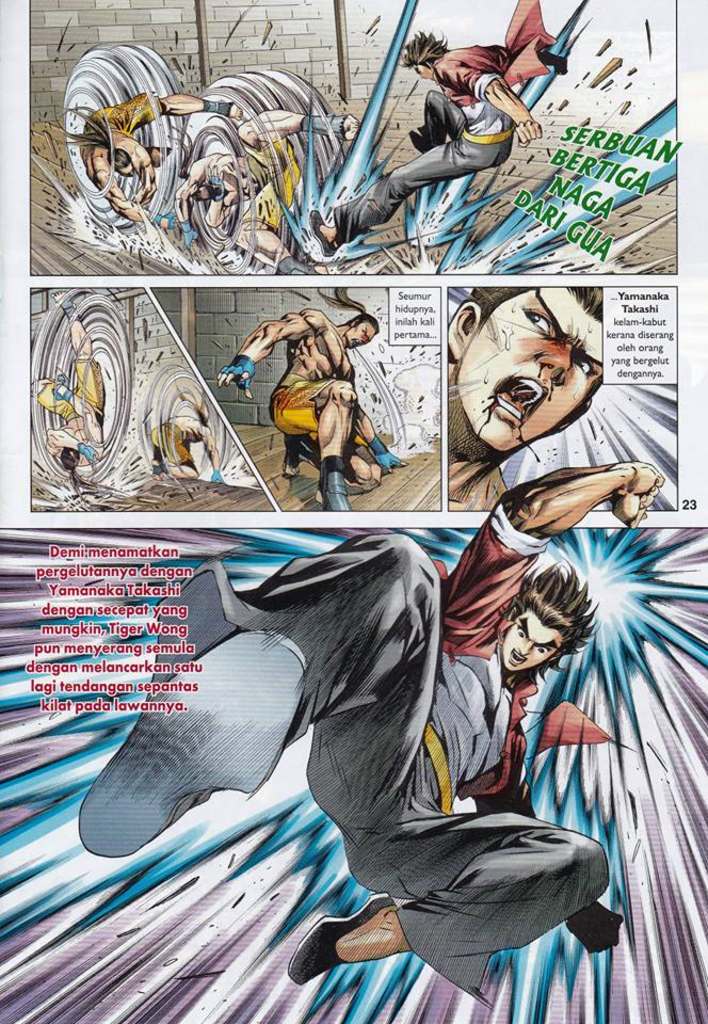 SERBUAN
BERTIGA
NAGA
DARI GUA
Seumur
hidupnya,
inilah kali
pertama...
...Yamanaka
Takashi
kelam-kabut
kerana diserang
oleh orang
yang bergelut
dengannya.
23
Demi menamatkan
pergelutannya dengan
Yamanaka Takashi
dengan secepat yang
mungkin, Tiger Wong
pun menyerang semula
dengan melancarkan satu
lagi tendangan sepantas
kilat pada lawannya.